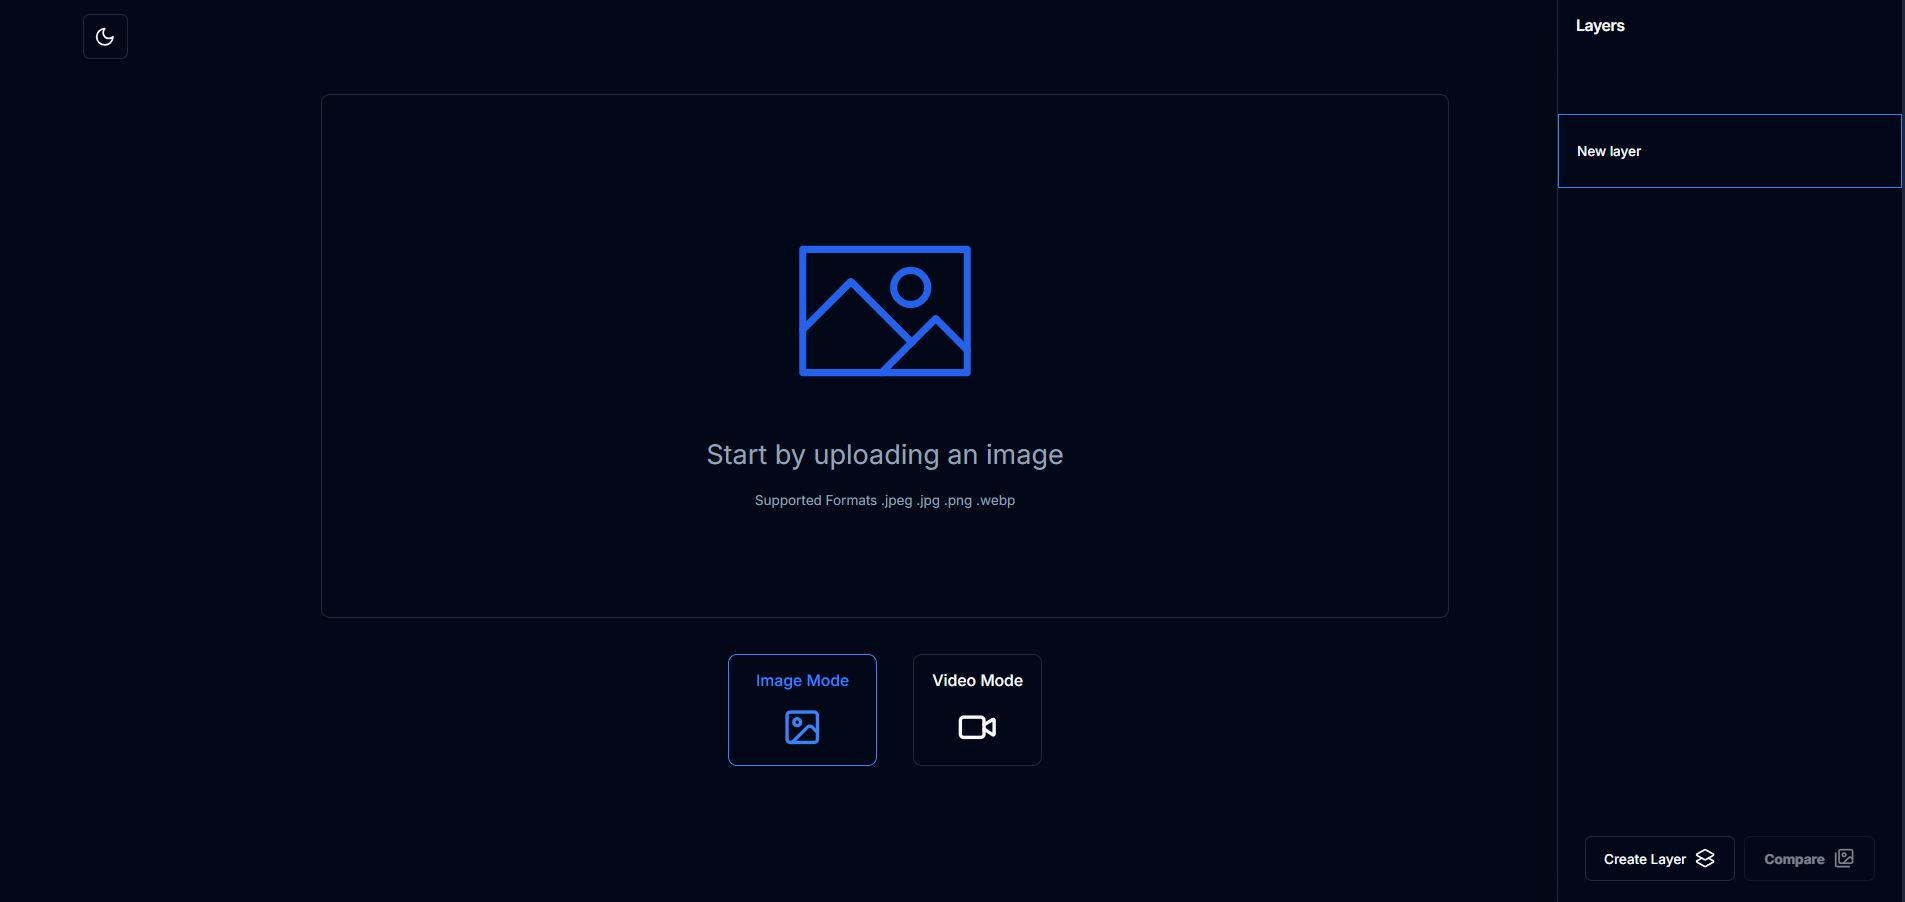 Layers
New layer
Start by uploading an image
Supported Formats .jpeg .jpg .png .webp
Image Mode
Video Mode
Create Layer
Compare